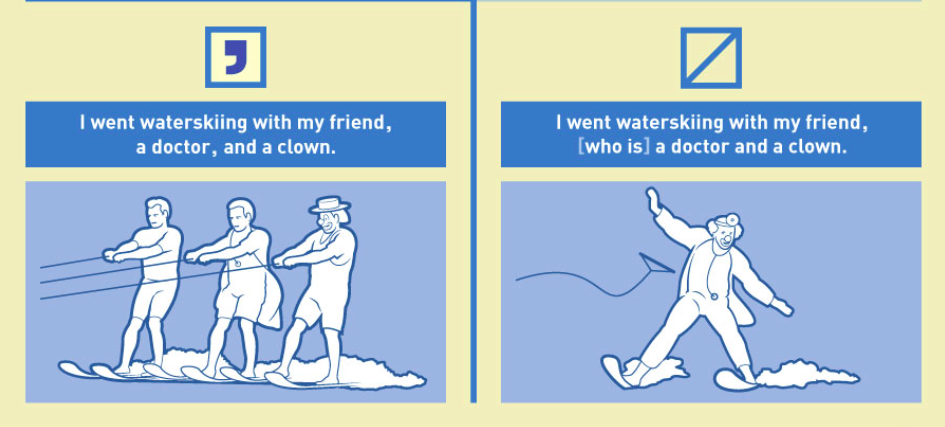 ,
I went waterskiing with my friend,
a doctor, and a clown.
I went waterskiing with my friend,
[who is] a doctor and a clown.